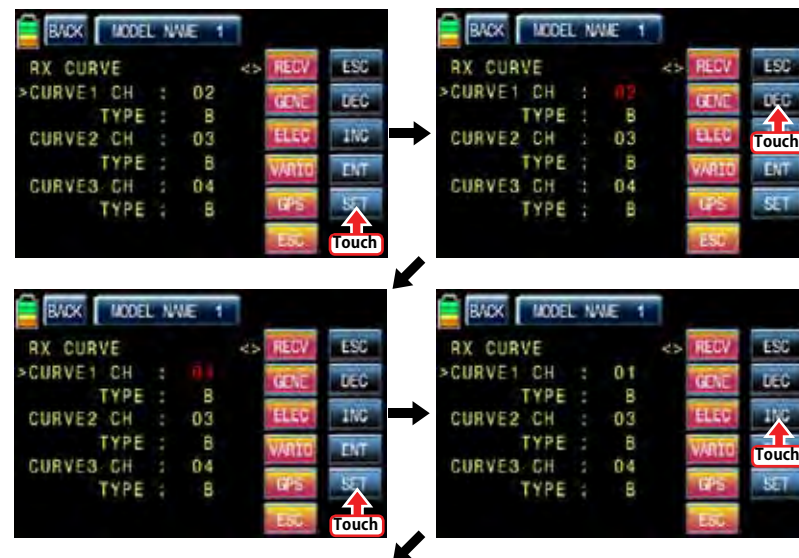 BACK MODEL NAME 1
RX CURVE <> RECV ESC
>CURVE1 CH : 02 GENE DEC
TYPE : B
CURVE2 CH : 03 ELEC INC
TYPE : B VARIO ENT
CURVE3 CH : 04
TYPE : B GPS SET
ESC Touch
BACK MODEL NAME 1
RX CURVE <> RECV ESC
>CURVE1 CH : 02 GENE DEC
TYPE : B
CURVE2 CH : 03 ELEC Touch
TYPE : B VARIO ENT
CURVE3 CH : 04
TYPE : B GPS SET
ESC
BACK MODEL NAME 1
RX CURVE <> RECV ESC
>CURVE1 CH : 01 GENE DEC
TYPE : B
CURVE2 CH : 03 ELEC INC
TYPE : B VARIO ENT
CURVE3 CH : 04
TYPE : B GPS SET
ESC Touch
BACK MODEL NAME 1
RX CURVE <> RECV ESC
>CURVE1 CH : 01 GENE DEC
TYPE : B
CURVE2 CH : 03 ELEC INC
TYPE : B VARIO Touch
CURVE3 CH : 04
TYPE : B GPS SET
ESC